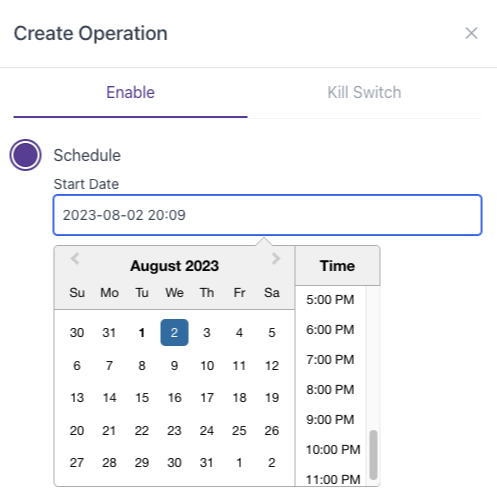 Create Operation ×
Enable Kill Switch
Schedule
Start Date
2023-08-02 20:09
August 2023 Time
Su Mo Tu We Th Fr Sa
5:00 PM
30 31 1 2 3 4 5
6:00 PM
6 7 8 9 10 11 12
7:00 PM
13 14 15 16 17 18 19
8:00 PM
20 21 22 23 24 25 26
9:00 PM
27 28 29 30 31 1 2
10:00 PM
11:00 PM